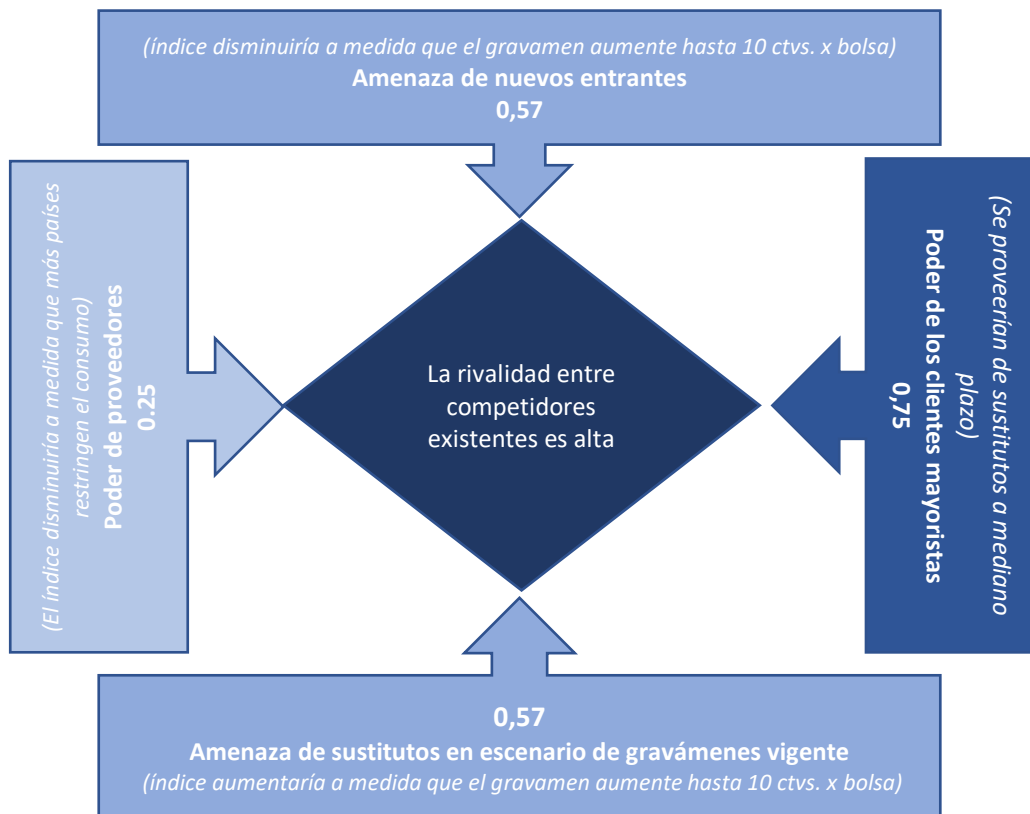 (índice disminuiría a medida que el gravamen aumente hasta 10 ctvs. x bolsa)
Amenaza de nuevos entrantes
0,57
(El índice disminuiría a medida que más países
restringen el consumo)
Poder de proveedores
0.25
La rivalidad entre
competidores
existentes es alta
(Se proveerían de sustitutos a mediano
plazo)
Poder de los clientes mayoristas
0,75
0,57
Amenaza de sustitutos en escenario de gravámenes vigente
(índice aumentaría a medida que el gravamen aumente hasta 10 ctvs. x bolsa)